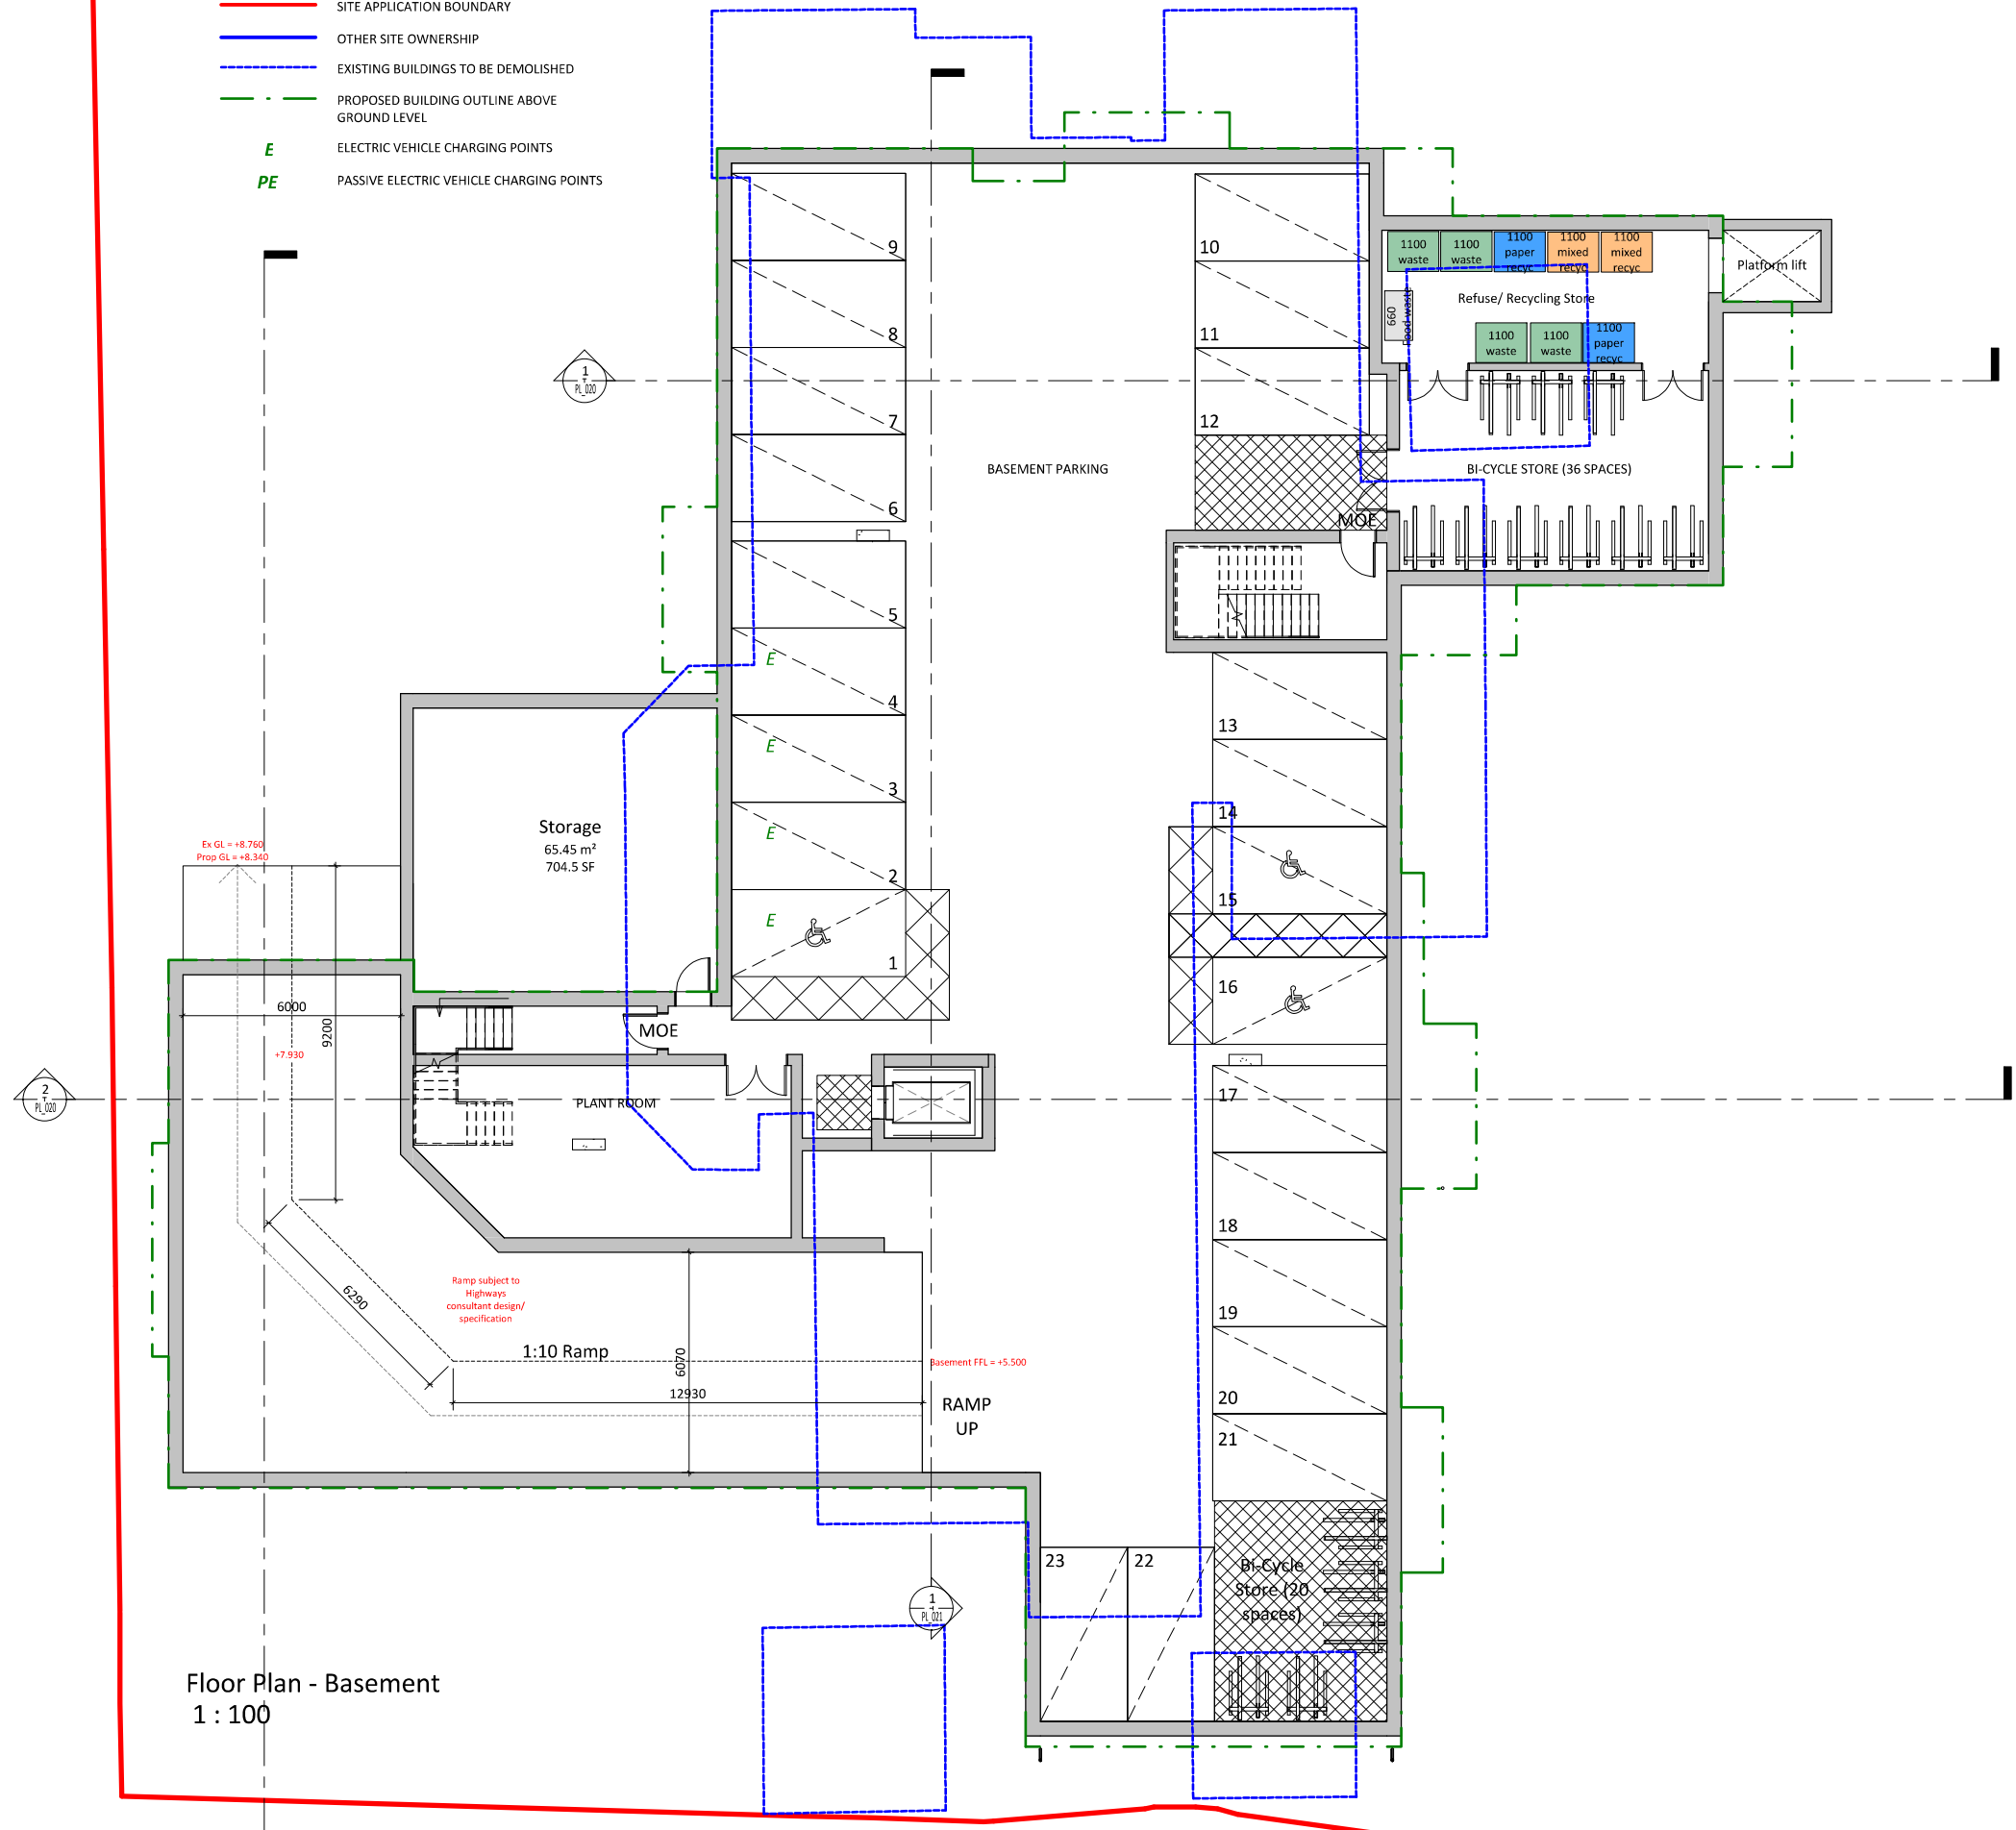 SITE APPLICATION BOUNDARY
OTHER SITE OWNERSHIP
EXISTING BUILDINGS TO BE DEMOLISHED
PROPOSED BUILDING OUTLINE ABOVE
GROUND LEVEL
E
ELECTRIC VEHICLE CHARGING POINTS
PE
PASSIVE ELECTRIC VEHICLE CHARGING POINTS
9
8
7
6
5
E
4
E
3
E
2
E
1
10
11
12
BASEMENT PARKING
1100
waste
1100
waste
1100
paper
recyc
1100
mixed
recyc
1100
mixed
recyc
Platform lift
Refuse/ Recycling Store
660
Food waste
1100
waste
1100
waste
1100
paper
recyc
BI-CYCLE STORE (36 SPACES)
MOE
1
PL_020
13
14
15
16
17
18
19
20
21
22
23
Storage
65.45 m²
704.5 SF
Ex GL = +8.760
Prop GL = +8.340
6000
9200
+7.930
MOE
PLANT ROOM
2
PL_020
6290
Ramp subject to
Highways
consultant design/
specification
1:10 Ramp
6070
12930
Basement FFL = +5.500
RAMP
UP
Bi-Cycle
Store (20
spaces)
1
PL_021
Floor Plan - Basement
1 : 100